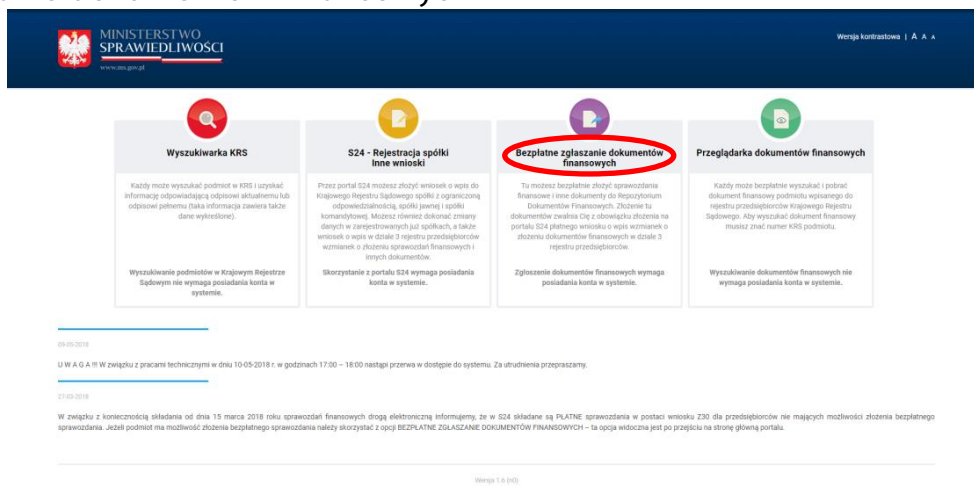 MINISTERSTWO
SPRAWIEDLIWOŚCI
www.ms.gov.pl
Wersja kontrastowa | A A A
Wyszukiwarka KRS
Każdy może wyszukać podmiot w KRS i uzyskać
informację odpowiadającą odpisowi aktualnemu lub
odpisowi pełnemu (taka informacja zawiera także
dane wykreślone).
Wyszukiwanie podmiotów w Krajowym Rejestrze
Sądowym nie wymaga posiadania konta w
systemie.
S24 - Rejestracja spółki
Inne wnioski
Przez portal S24 możesz złożyć wniosek o wpis do
Krajowego Rejestru Sądowego spółki z ograniczoną
odpowiedzialnością, spółki jawnej i spółki
komandytowej. Możesz również dokonać zmiany
danych w zarejestrowanych już spółkach, a także
wniosek o wpis w dziale 3 rejestru przedsiębiorców
wzmianek o złożeniu sprawozdań finansowych i
innych dokumentów.
Skorzystanie z portalu S24 wymaga posiadania
konta w systemie.
Bezpłatne zgłaszanie dokumentów
finansowych
Tu możesz bezpłatnie złożyć sprawozdania
finansowe i inne dokumenty do Repozytorium
Dokumentów Finansowych. Złożenie tu
dokumentów zwalnia Cię z obowiązku złożenia na
portalu S24 płatnego wniosku o wpis wzmianek o
złożeniu dokumentów finansowych w dziale 3
rejestru przedsiębiorców.
Zgłoszenie dokumentów finansowych wymaga
posiadania konta w systemie.
Przeglądarka dokumentów finansowych
Każdy może bezpłatnie wyszukać i pobrać
dokument finansowy podmiotu wpisanego do
rejestru przedsiębiorców Krajowego Rejestru
Sądowego. Aby wyszukać dokument finansowy
musisz znać numer KRS podmiotu.
Wyszukiwanie dokumentów finansowych nie
wymaga posiadania konta w systemie.
09-05-2018
U W A G A !!! W związku z pracami technicznymi w dniu 10-05-2018 r. w godzinach 17:00 – 18:00 nastąpi przerwa w dostępie do systemu. Za utrudnienia przepraszamy.
27-03-2018
W związku z koniecznością składania od dnia 15 marca 2018 roku sprawozdań finansowych drogą elektroniczną informujemy, że w S24 składane są PŁATNE sprawozdania w postaci wniosku Z30 dla przedsiębiorców nie mających możliwości złożenia bezpłatnego
sprawozdania. Jeżeli podmiot ma możliwość złożenia bezpłatnego sprawozdania należy skorzystać z opcji BEZPŁATNE ZGŁASZANIE DOKUMENTÓW FINANSOWYCH – ta opcja widoczna jest po przejściu na stronę główną portalu.